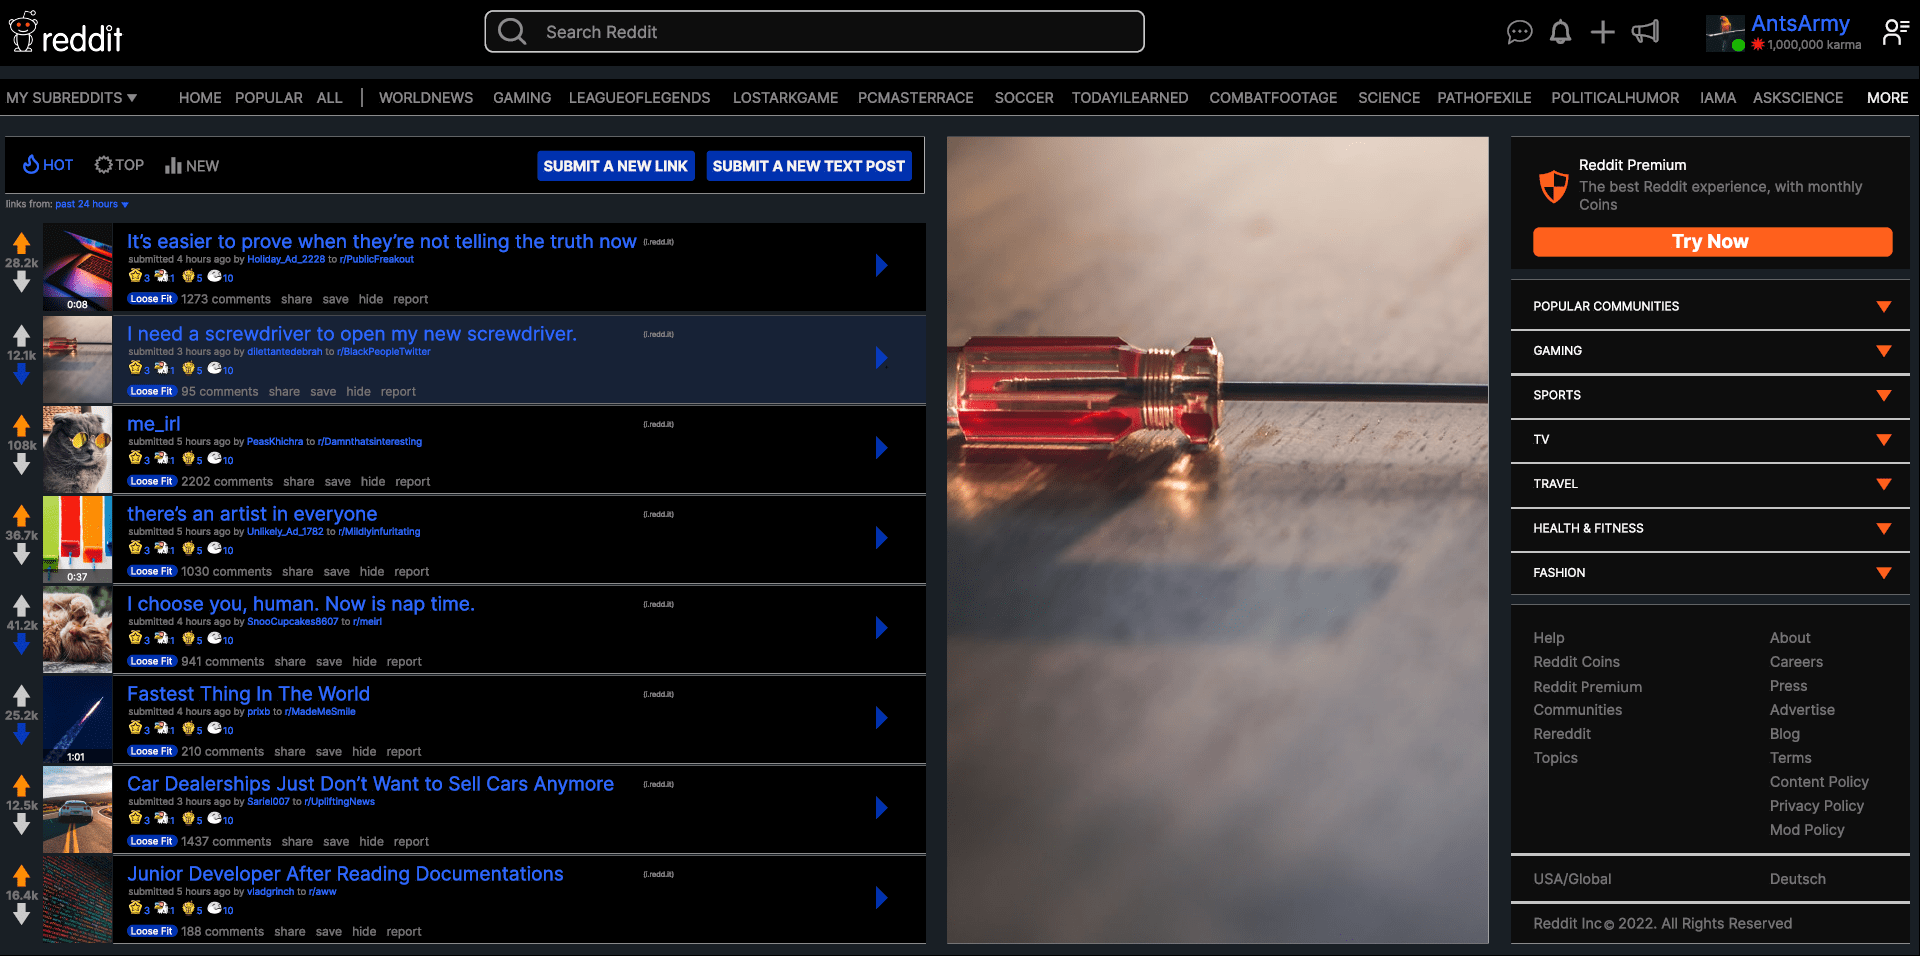 reddit
Search Reddit
AntsArmy
1,000,000 karma
MY SUBREDDITS HOME POPULAR ALL | WORLDNEWS GAMING LEAGUEOFLEGENDS LOSTARKGAME PCMASTERRACE SOCCER TODAYILEARNED COMBATFOOTAGE SCIENCE PATHOFEXILE POLITICALHUMOR IAMA ASKSCIENCE MORE
HOT TOP NEW SUBMIT A NEW LINK SUBMIT A NEW TEXT POST
links from: past 24 hours
28.2k
0:08
It's easier to prove when they're not telling the truth now (i.redd.it)
submitted 4 hours ago by Holiday_Ad_2228 to r/PublicFreakout
3 1 5 10
Loose Fit 1273 comments share save hide report
12.1k
I need a screwdriver to open my new screwdriver. (i.redd.it)
submitted 3 hours ago by dilettantedebrah to r/BlackPeopleTwitter
3 1 5 10
Loose Fit 95 comments share save hide report
108k
me_irl (i.redd.it)
submitted 5 hours ago by PeasKhichra to r/Damnthatsinteresting
3 1 5 10
Loose Fit 2202 comments share save hide report
36.7k
0:37
there's an artist in everyone (i.redd.it)
submitted 5 hours ago by Unlikely_Ad_1782 to r/Mildlyinfuritating
3 1 5 10
Loose Fit 1030 comments share save hide report
41.2k
I choose you, human. Now is nap time. (i.redd.it)
submitted 4 hours ago by SnooCupcakes8607 to r/meirl
3 1 5 10
Loose Fit 941 comments share save hide report
25.2k
1:01
Fastest Thing In The World (i.redd.it)
submitted 4 hours ago by prixb to r/MadeMeSmile
3 1 5 10
Loose Fit 210 comments share save hide report
12.5k
Car Dealerships Just Don't Want to Sell Cars Anymore (i.redd.it)
submitted 3 hours ago by Sariel007 to r/UpliftingNews
3 1 5 10
Loose Fit 1437 comments share save hide report
16.4k
Junior Developer After Reading Documentations (i.redd.it)
submitted 5 hours ago by vladgrinch to r/aww
3 1 5 10
Loose Fit 188 comments share save hide report
Reddit Premium
The best Reddit experience, with monthly
Coins
Try Now
POPULAR COMMUNITIES
GAMING
SPORTS
TV
TRAVEL
HEALTH & FITNESS
FASHION
Help About
Reddit Coins Careers
Reddit Premium Press
Communities Advertise
Rereddit Blog
Topics Terms
Content Policy
Privacy Policy
Mod Policy
USA/Global Deutsch
Reddit Inc © 2022. All Rights Reserved